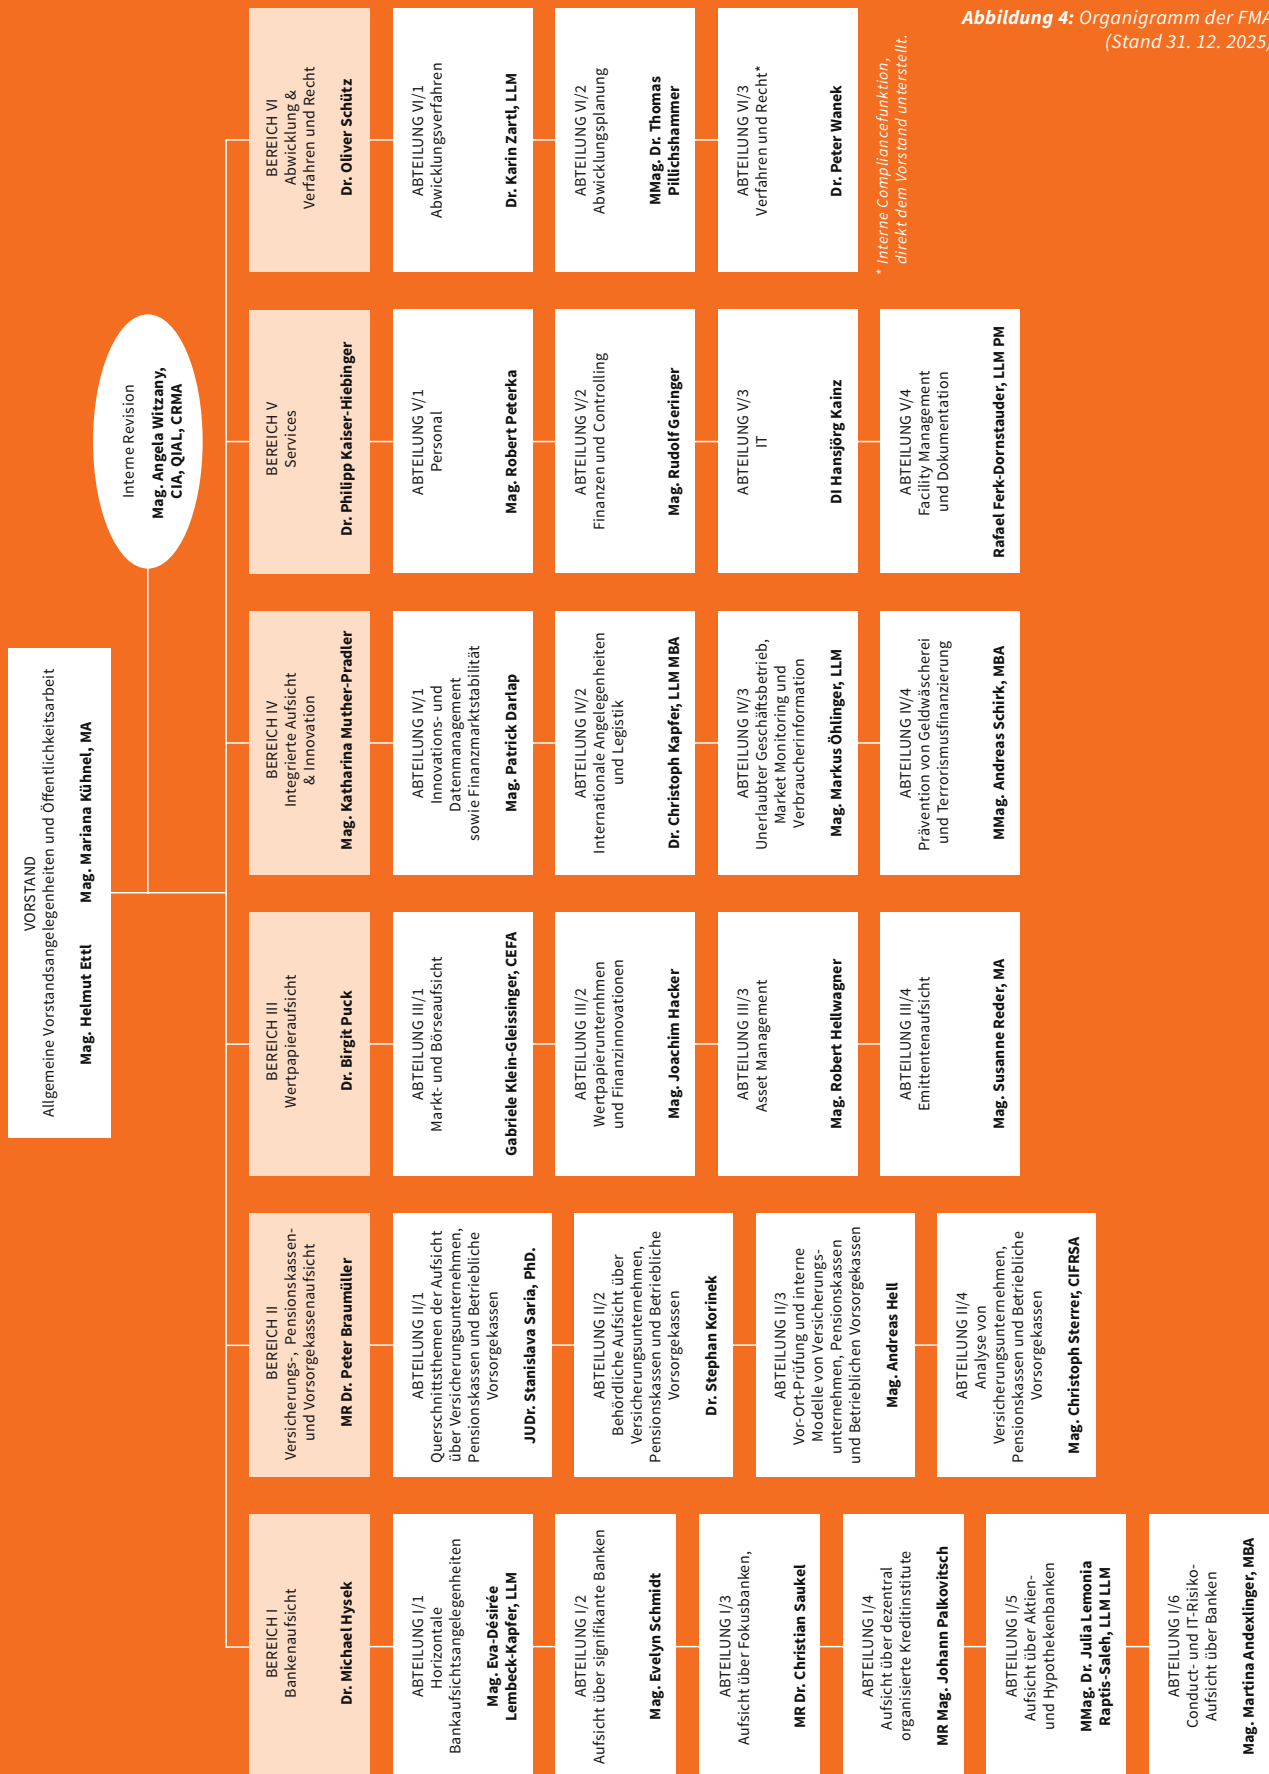 Abbildung 4: Organigramm der FMA
(Stand 31. 12. 2025)
VORSTAND
Allgemeine Vorstandsangelegenheiten und Öffentlichkeitsarbeit
Mag. Helmut Ettl Mag. Mariana Kühnel, MA
Interne Revision
Mag. Angela Witzany,
CIA, QIAL, CRMA
BEREICH I
Bankenaufsicht
Dr. Michael Hysek
ABTEILUNG I/1
Horizontale
Bankaufsichtsangelegenheiten
Mag. Eva-Désirée
Lembeck-Kapfer, LLM
ABTEILUNG I/2
Aufsicht über signifikante Banken
Mag. Evelyn Schmidt
ABTEILUNG I/3
Aufsicht über Fokusbanken,
MR Dr. Christian Saukel
ABTEILUNG I/4
Aufsicht über dezentral
organisierte Kreditinstitute
MR Mag. Johann Palkovitsch
ABTEILUNG I/5
Aufsicht über Aktien-
und Hypothekenbanken
MMag. Dr. Julia Lemonia
Raptis-Saleh, LLM LLM
ABTEILUNG I/6
Conduct- und IT-Risiko-
Aufsicht über Banken
Mag. Martina Andexlinger, MBA
BEREICH II
Versicherungs-, Pensionskassen-
und Vorsorgekassenaufsicht
MR Dr. Peter Braumüller
ABTEILUNG II/1
Querschnittsthemen der Aufsicht
über Versicherungsunternehmen,
Pensionskassen und Betriebliche
Vorsorgekassen
JUDr. Stanislava Saria, PhD.
ABTEILUNG II/2
Behördliche Aufsicht über
Versicherungsunternehmen,
Pensionskassen und Betriebliche
Vorsorgekassen
Dr. Stephan Korinek
ABTEILUNG II/3
Vor-Ort-Prüfung und interne
Modelle von Versicherungs-
unternehmen, Pensionskassen
und Betrieblichen Vorsorgekassen
Mag. Andreas Hell
ABTEILUNG II/4
Analyse von
Versicherungsunternehmen,
Pensionskassen und Betriebliche
Vorsorgekassen
Mag. Christoph Sterrer, CIFRSA
BEREICH III
Wertpapieraufsicht
Dr. Birgit Puck
ABTEILUNG III/1
Markt- und Börseaufsicht
Gabriele Klein-Gleissinger, CEFA
ABTEILUNG III/2
Wertpapierunternhmen
und Finanzinnovationen
Mag. Joachim Hacker
ABTEILUNG III/3
Asset Management
Mag. Robert Hellwagner
ABTEILUNG III/4
Emittentenaufsicht
Mag. Susanne Reder, MA
BEREICH IV
Integrierte Aufsicht
& Innovation
Mag. Katharina Muther-Pradler
ABTEILUNG IV/1
Innovations- und
Datenmanagement
sowie Finanzmarktstabilität
Mag. Patrick Darlap
ABTEILUNG IV/2
Internationale Angelegenheiten
und Legistik
Dr. Christoph Kapfer, LLM MBA
ABTEILUNG IV/3
Unerlaubter Geschäftsbetrieb,
Market Monitoring und
Verbraucherinformation
Mag. Markus Öhlinger, LLM
ABTEILUNG IV/4
Prävention von Geldwäscherei
und Terrorismusfinanzierung
MMag. Andreas Schirk, MBA
BEREICH V
Services
Dr. Philipp Kaiser-Hiebinger
ABTEILUNG V/1
Personal
Mag. Robert Peterka
ABTEILUNG V/2
Finanzen und Controlling
Mag. Rudolf Geringer
ABTEILUNG V/3
IT
DI Hansjörg Kainz
ABTEILUNG V/4
Facility Management
und Dokumentation
Rafael Ferk-Dornstauder, LLM PM
BEREICH VI
Abwicklung &
Verfahren und Recht
Dr. Oliver Schütz
ABTEILUNG VI/1
Abwicklungsverfahren
Dr. Karin Zartl, LLM
ABTEILUNG VI/2
Abwicklungsplanung
MMag. Dr. Thomas
Pillichshammer
ABTEILUNG VI/3
Verfahren und Recht*
Dr. Peter Wanek
* Interne Compliancefunktion,
direkt dem Vorstand unterstellt.